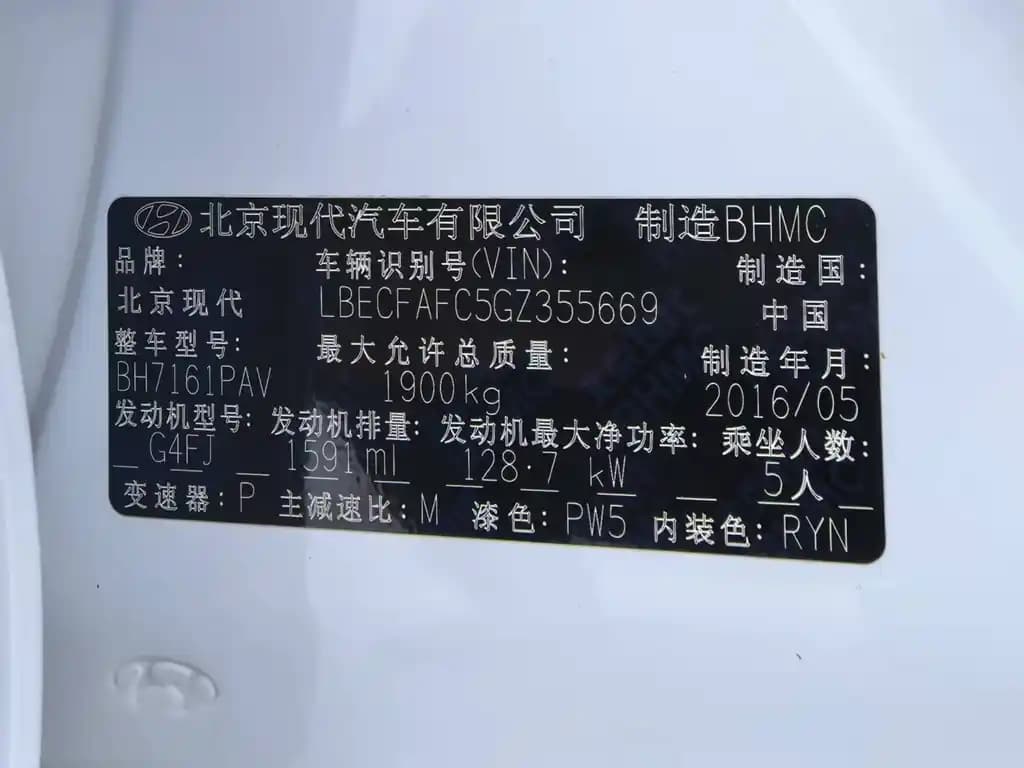 北京现代汽车有限公司 制造BHMC
品牌: 车辆识别号(VIN): 制造国:
北京现代 LBECFAFC5GZ355669 中国
整车型号: 最大允许总质量: 制造年月:
BH7161PAV 1900kg 2016/05
发动机型号: 发动机排量: 发动机最大净功率: 乘坐人数:
G4FJ 1591ml 128.7 kW 5人
变速器: P 主减速比: M 漆色: PW5 内装色: RYN